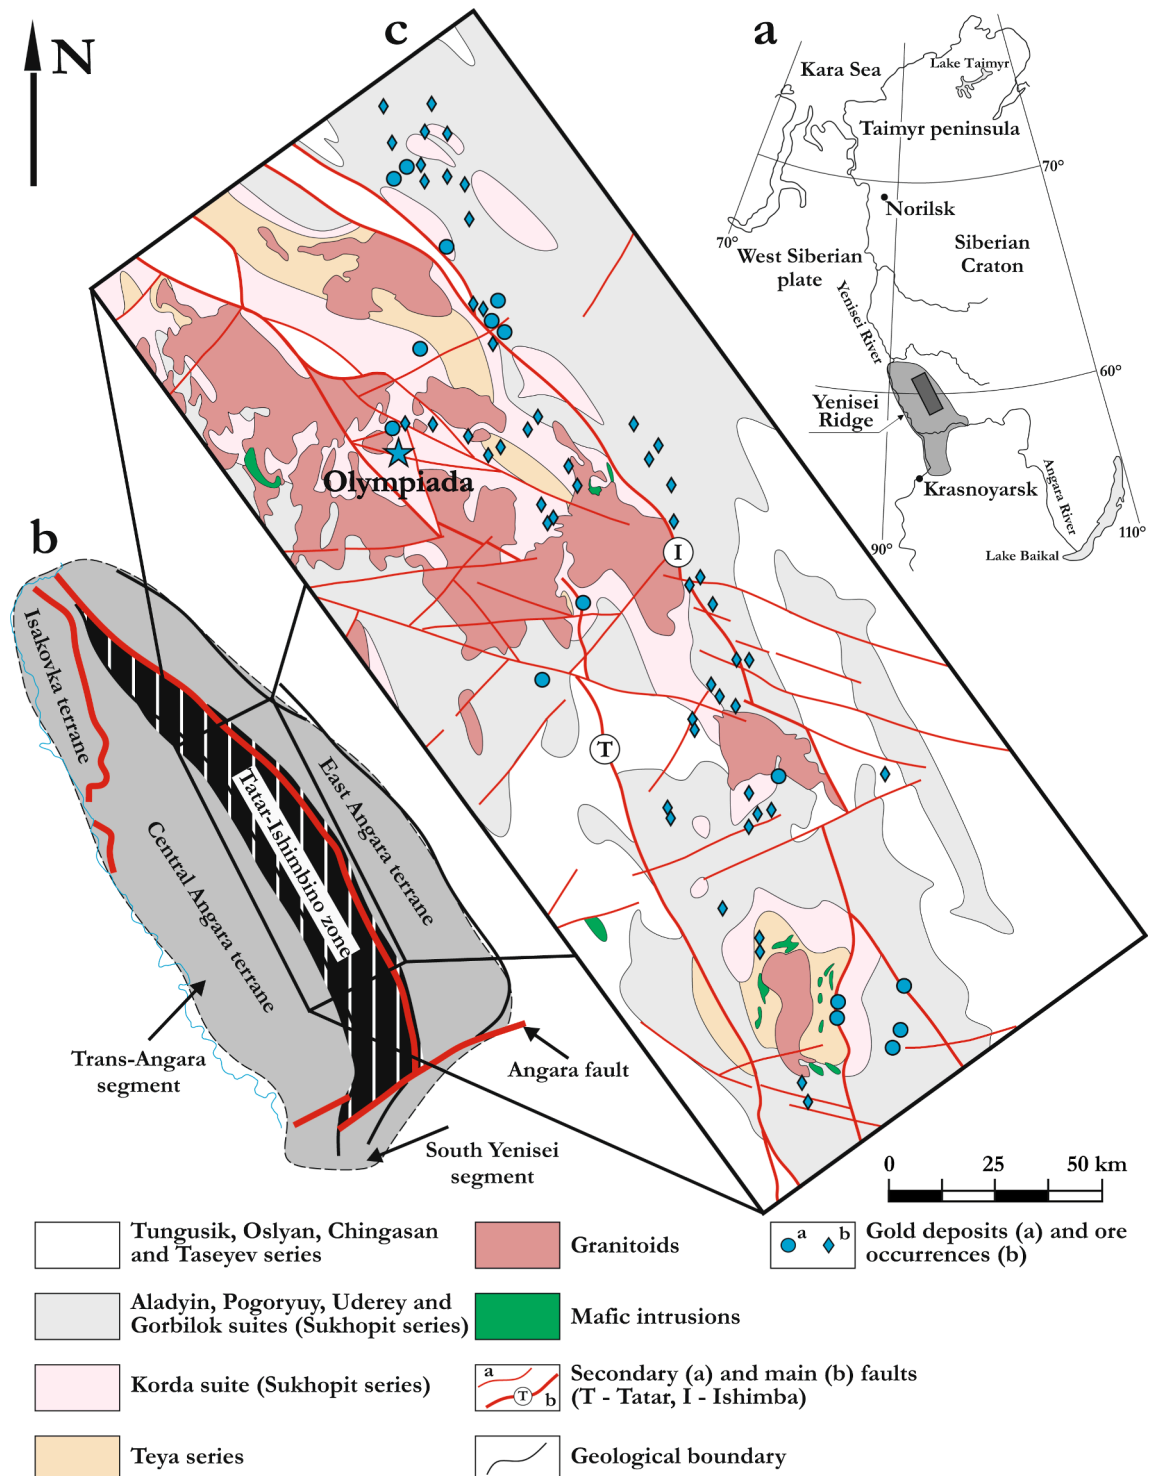 N
c
a
Kara Sea
Lake Taimyr
Taimyr peninsula
70°
Norilsk
70°
West Siberian
plate
Siberian
Craton
Yenisei River
60°
Yenisei
Ridge
Krasnoyarsk
Angara River
Lake Baikal
90°
110°
Olympiada
I
T
b
Isakovka terrane
Central Angara terrane
Tatar-Ishimbino zone
East Angara terrane
Trans-Angara
segment
Angara fault
South Yenisei
segment
0 25 50 km
Tungusik, Oslyan, Chingasan
and Taseyev series
Aladyin, Pogoryuy, Uderey and
Gorbilok suites (Sukhopit series)
Korda suite (Sukhopit series)
Teya series
Granitoids
Mafic intrusions
a
T
b
Secondary (a) and main (b) faults
(T - Tatar, I - Ishimba)
Geological boundary
a b
Gold deposits (a) and ore
occurrences (b)